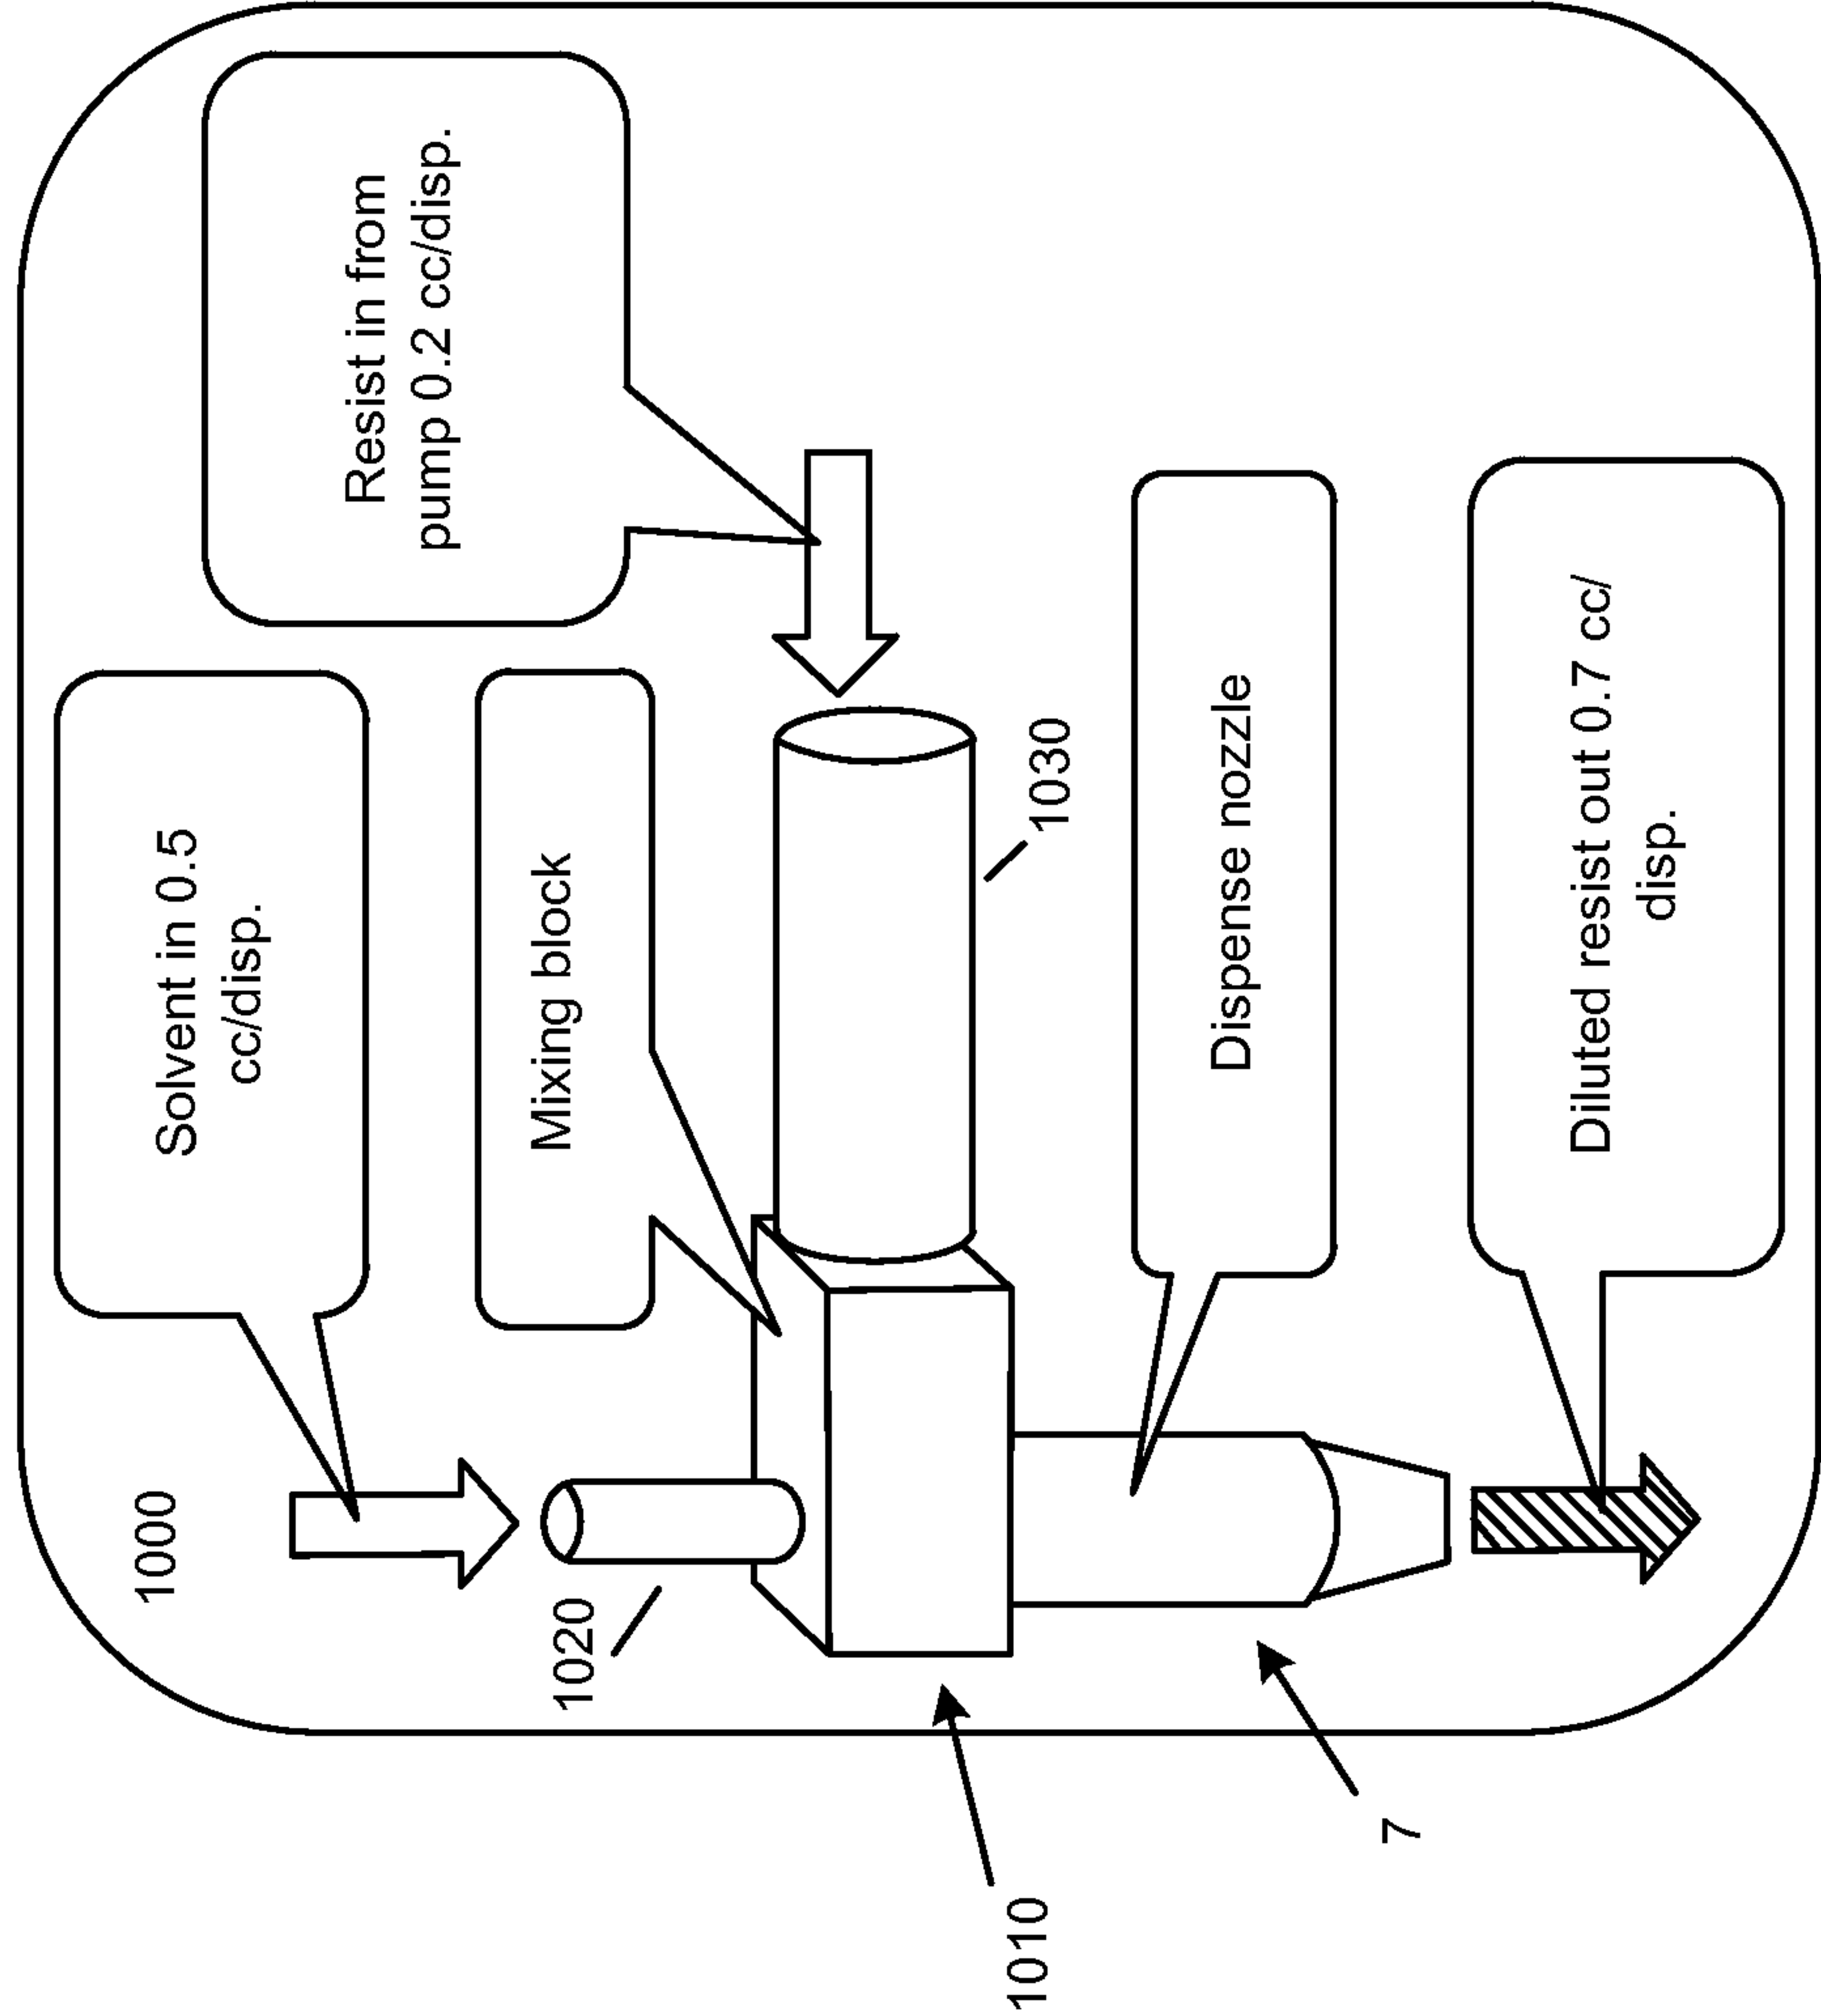 1000
Solvent in 0.5
cc/disp.
Resist in from
pump 0.2 cc/disp.
Mixing block
1020
1030
1010
Dispense nozzle
7
Diluted resist out 0.7 cc/
disp.